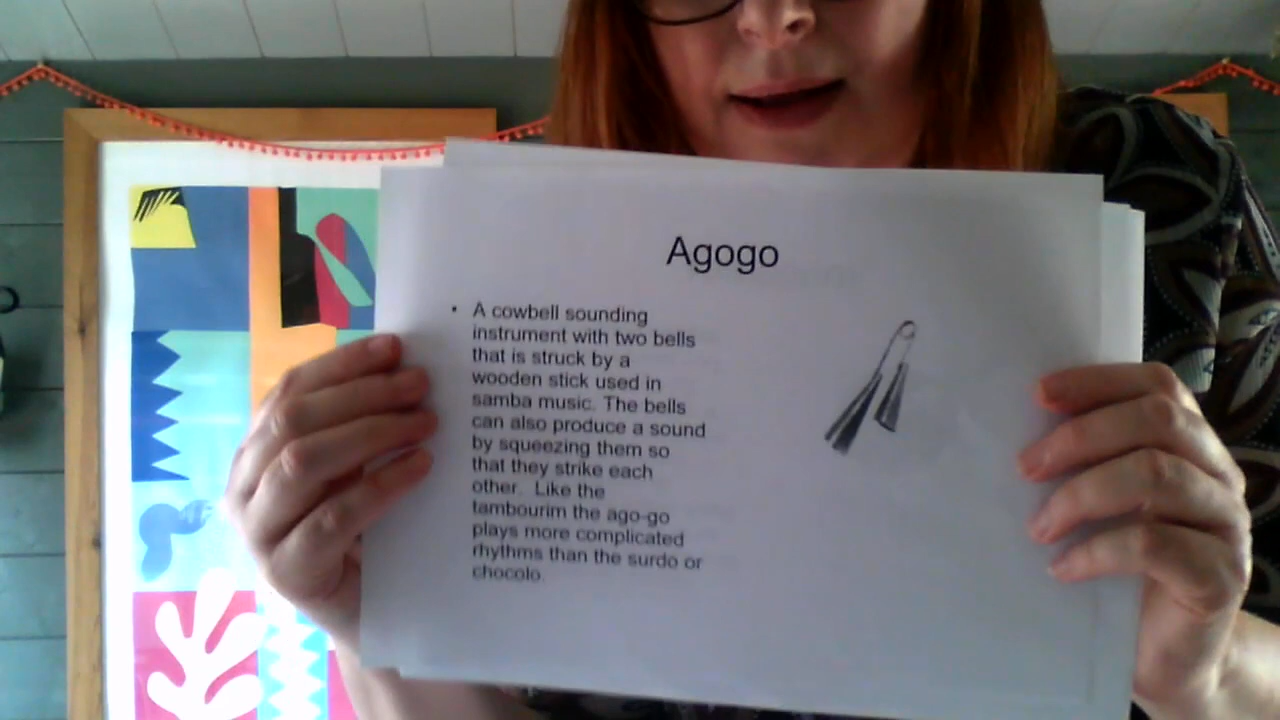 Agogo
• A cowbell sounding
instrument with two bells
that is struck by a
wooden stick used in
samba music. The bells
can also produce a sound
by squeezing them so
that they strike each
other. Like the
tambourim the ago-go
plays more complicated
rhythms than the surdo or
chocolo.